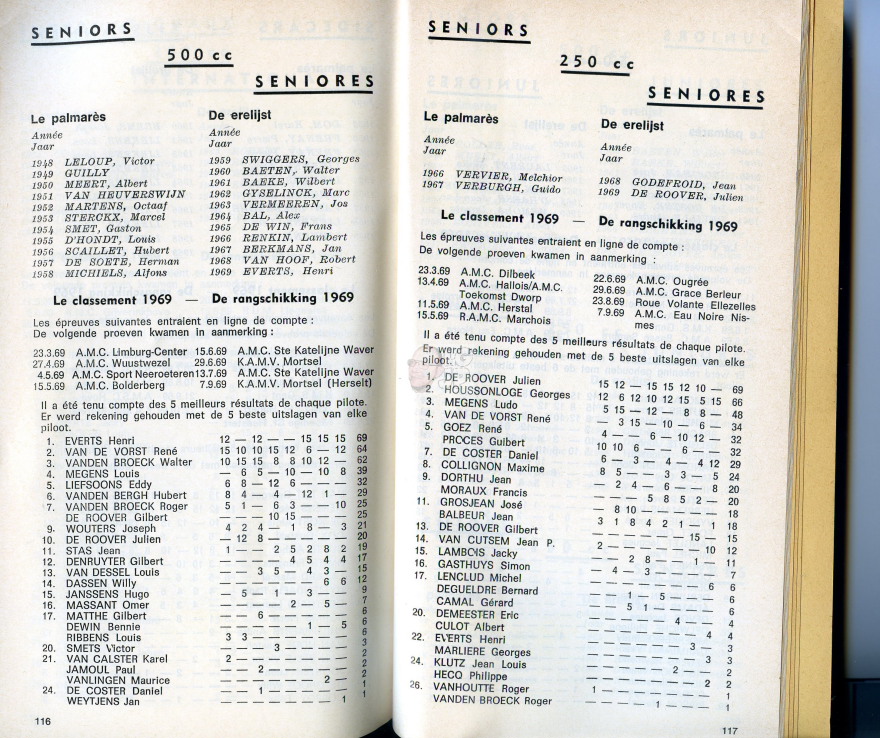 SENIORS
500 cc
SENIORES
Le palmarès
Année
Jaar
1948 LELOUP, Victor
1949 GUILLY
1950 MEERT, Albert
1951 VAN HEUVERSWIJN
1952 MARTENS, Octaaf
1953 STERCKX, Marcel
1954 SMET, Gaston
1955 D'HONDT, Louis
1956 SCAILLET, Hubert
1957 DE SOETE, Herman
1958 MICHIELS, Alfons
De erelijst
Année
Jaar
1959 SWIGGERS, Georges
1960 BAETEN, Walter
1961 BAEKE, Wilbert
1962 GYSELINCK, Marc
1963 VERMEEREN, Jos
1964 BAL, Alex
1965 DE WIN, Frans
1966 RENKIN, Lambert
1967 BERKMANS, Jan
1968 VAN HOOF, Robert
1969 EVERTS, Henri
Le classement 1969 — De rangschikking 1969
Les épreuves suivantes entraient en ligne de compte :
De volgende proeven kwamen in aanmerking :
23.3.69 A.M.C. Limburg-Center 15.6.69 A.M.C. Ste Katelijne Waver
27.4.69 A.M.C. Wuustwezel 29.6.69 K.A.M.V. Mortsel
4.5.69 A.M.C. Sport Neeroeteren 13.7.69 A.M.C. Ste Katelijne Waver
15.5.69 A.M.C. Bolderberg 7.9.69 K.A.M.V. Mortsel (Herselt)
Il a été tenu compte des 5 meilleurs résultats de chaque pilote.
Er werd rekening gehouden met de 5 beste uitslagen van elke
piloot.
1. EVERTS Henri 12 — 12 — — 15 15 15 69
2. VAN DE VORST René 15 10 10 15 12 6 — 12 64
3. VANDEN BROECK Walter 10 15 15 8 8 10 12 — 62
4. MEGENS Louis — 6 5 — 10 — 10 8 39
5. LIEFSOONS Eddy 6 8 — 12 6 — — — 32
6. VANDEN BERGH Hubert 8 4 — 4 — 12 1 — 29
7. VANDEN BROECK Roger 5 1 — 6 3 — — 10 25
DE ROOVER Gilbert — — — 10 15 — — — 25
9. WOUTERS Joseph 4 2 4 — 1 8 — 3 21
10. DE ROOVER Julien — 12 8 — — — — — 20
11. STAS Jean 1 — — 2 5 2 8 2 19
12. DENRUYTER Gilbert — — — — 4 5 4 4 17
13. VAN DESSEL Louis — — 3 5 — 4 3 — 15
14. DASSEN Willy — — — — — — 6 6 12
15. JANSSENS Hugo — 5 — 1 — 3 — — 9
16. MASSANT Omer — — — — 2 — 5 — 7
17. MATTHE Gilbert — — 6 — — — — — 6
DEWIN Bennie — — — — — 1 — 5 6
RIBBENS Louis 3 3 — — — — — — 6
20. SMETS Victor — — — 3 — — — — 3
21. VAN CALSTER Karel 2 — — — — — — — 2
JAMOUL Paul — — 2 — — — — — 2
VANLINGEN Maurice — — — — — — 2 — 2
24. DE COSTER Daniel — — 1 — — — — — 1
WEYTJENS Jan — — — — — — — 1 1
116
SENIORS
250 cc
SENIORES
Le palmarès
Année
Jaar
1966 VERVIER, Melchior
1967 VERBURGH, Guido
De erelijst
Année
Jaar
1968 GODEFROID, Jean
1969 DE ROOVER, Julien
Le classement 1969 — De rangschikking 1969
Les épreuves suivantes entraient en ligne de compte :
De volgende proeven kwamen in aanmerking :
23.3.69 A.M.C. Dilbeek
13.4.69 A.M.C. Hallois/A.M.C.
Toekomst Dworp
11.5.69 A.M.C. Herstal
15.5.69 R.A.M.C. Marchois
22.6.69 A.M.C. Ougrée
29.6.69 A.M.C. Grace Berleur
23.8.69 Roue Volante Ellezelles
7.9.69 A.M.C. Eau Noire Nis-
mes
Il a été tenu compte des 5 meilleurs résultats de chaque pilote.
Er werd rekening gehouden met de 5 beste uitslagen van elke
piloot.
1. DE ROOVER Julien 15 12 — 15 15 12 10 — 69
2. HOUSSONLOGE Georges 12 6 12 10 12 15 5 15 66
3. MEGENS Ludo 5 15 — 12 — 8 8 — 48
4. VAN DE VORST René — 3 15 — 10 — 6 — 34
5. GOEZ René 4 — — 6 — 10 12 — 32
PROCES Guibert 10 10 6 — — 6 — — 32
7. DE COSTER Daniel 6 — 3 — 4 — 4 12 29
8. COLLIGNON Maxime 8 5 — — 3 3 — 5 24
9. DORTHU Jean — 2 4 — 6 — — 8 20
MORAUX Francis — — — 5 8 5 2 — 20
11. GROSJEAN José — 8 10 — — — — — 18
BALBEUR Jean 3 1 8 4 2 1 — 1 18
13. DE ROOVER Gilbert — — — — — — 15 — 15
14. VAN CUTSEM Jean P. 2 — — — — — — 10 12
15. LAMBOIS Jacky — — 2 8 — — 1 — 11
16. GASTHUYS Simon — 4 — 3 — — — — 7
17. LENCLUD Michel — — — — — — — 6 6
DEGUELDRE Bernard — — 1 — 5 — — — 6
CAMAL Gérard — — 5 1 — — — — 6
20. DEMEESTER Eric — — — — — 4 — — 4
CULOT Albert — — — — — — — 4 4
22. EVERTS Henri — — — — — — 3 — 3
MARLIERE Georges — — — — — — — 3 3
24. KLUTZ Jean Louis — — — — — 2 — — 2
HECQ Philippe — — — — — — — 2 2
26. VANHOUTTE Roger 1 — — — — — — — 1
VANDEN BROECK Roger — — — — 1 — — — 1
117